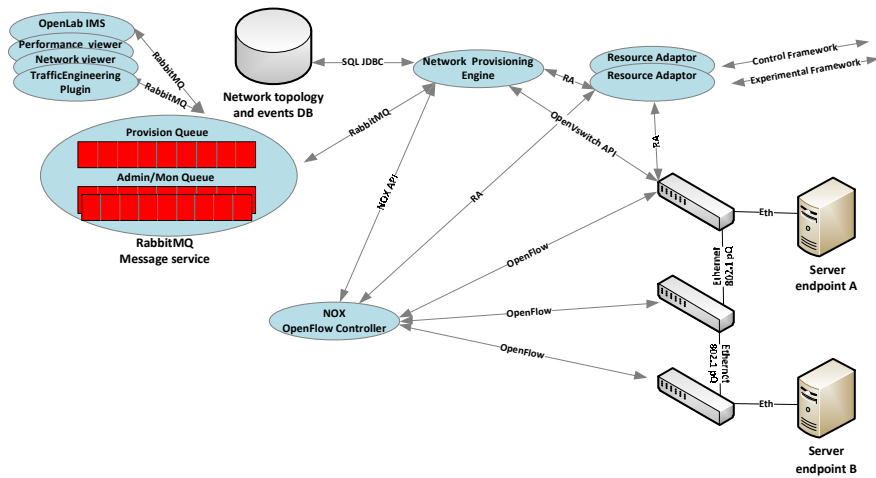 OpenLab IMS
Performance viewer
Network viewer
TrafficEngineering
Plugin
RabbitMQ
RabbitMQ
Network topology
and events DB
SQL JDBC
Network Provisioning
Engine
RA
Resource Adaptor
Resource Adaptor
Control Framework
Experimental Framework
Provision Queue
Admin/Mon Queue
RabbitMQ
Message service
RabbitMQ
NOX API
RA
OpenVswitch API
RA
OpenFlow
OpenFlow
OpenFlow
NOX
OpenFlow Controller
Eth
Server
endpoint A
Ethernet
802.1 pQ
Ethernet
802.1 pQ
Eth
Server
endpoint B